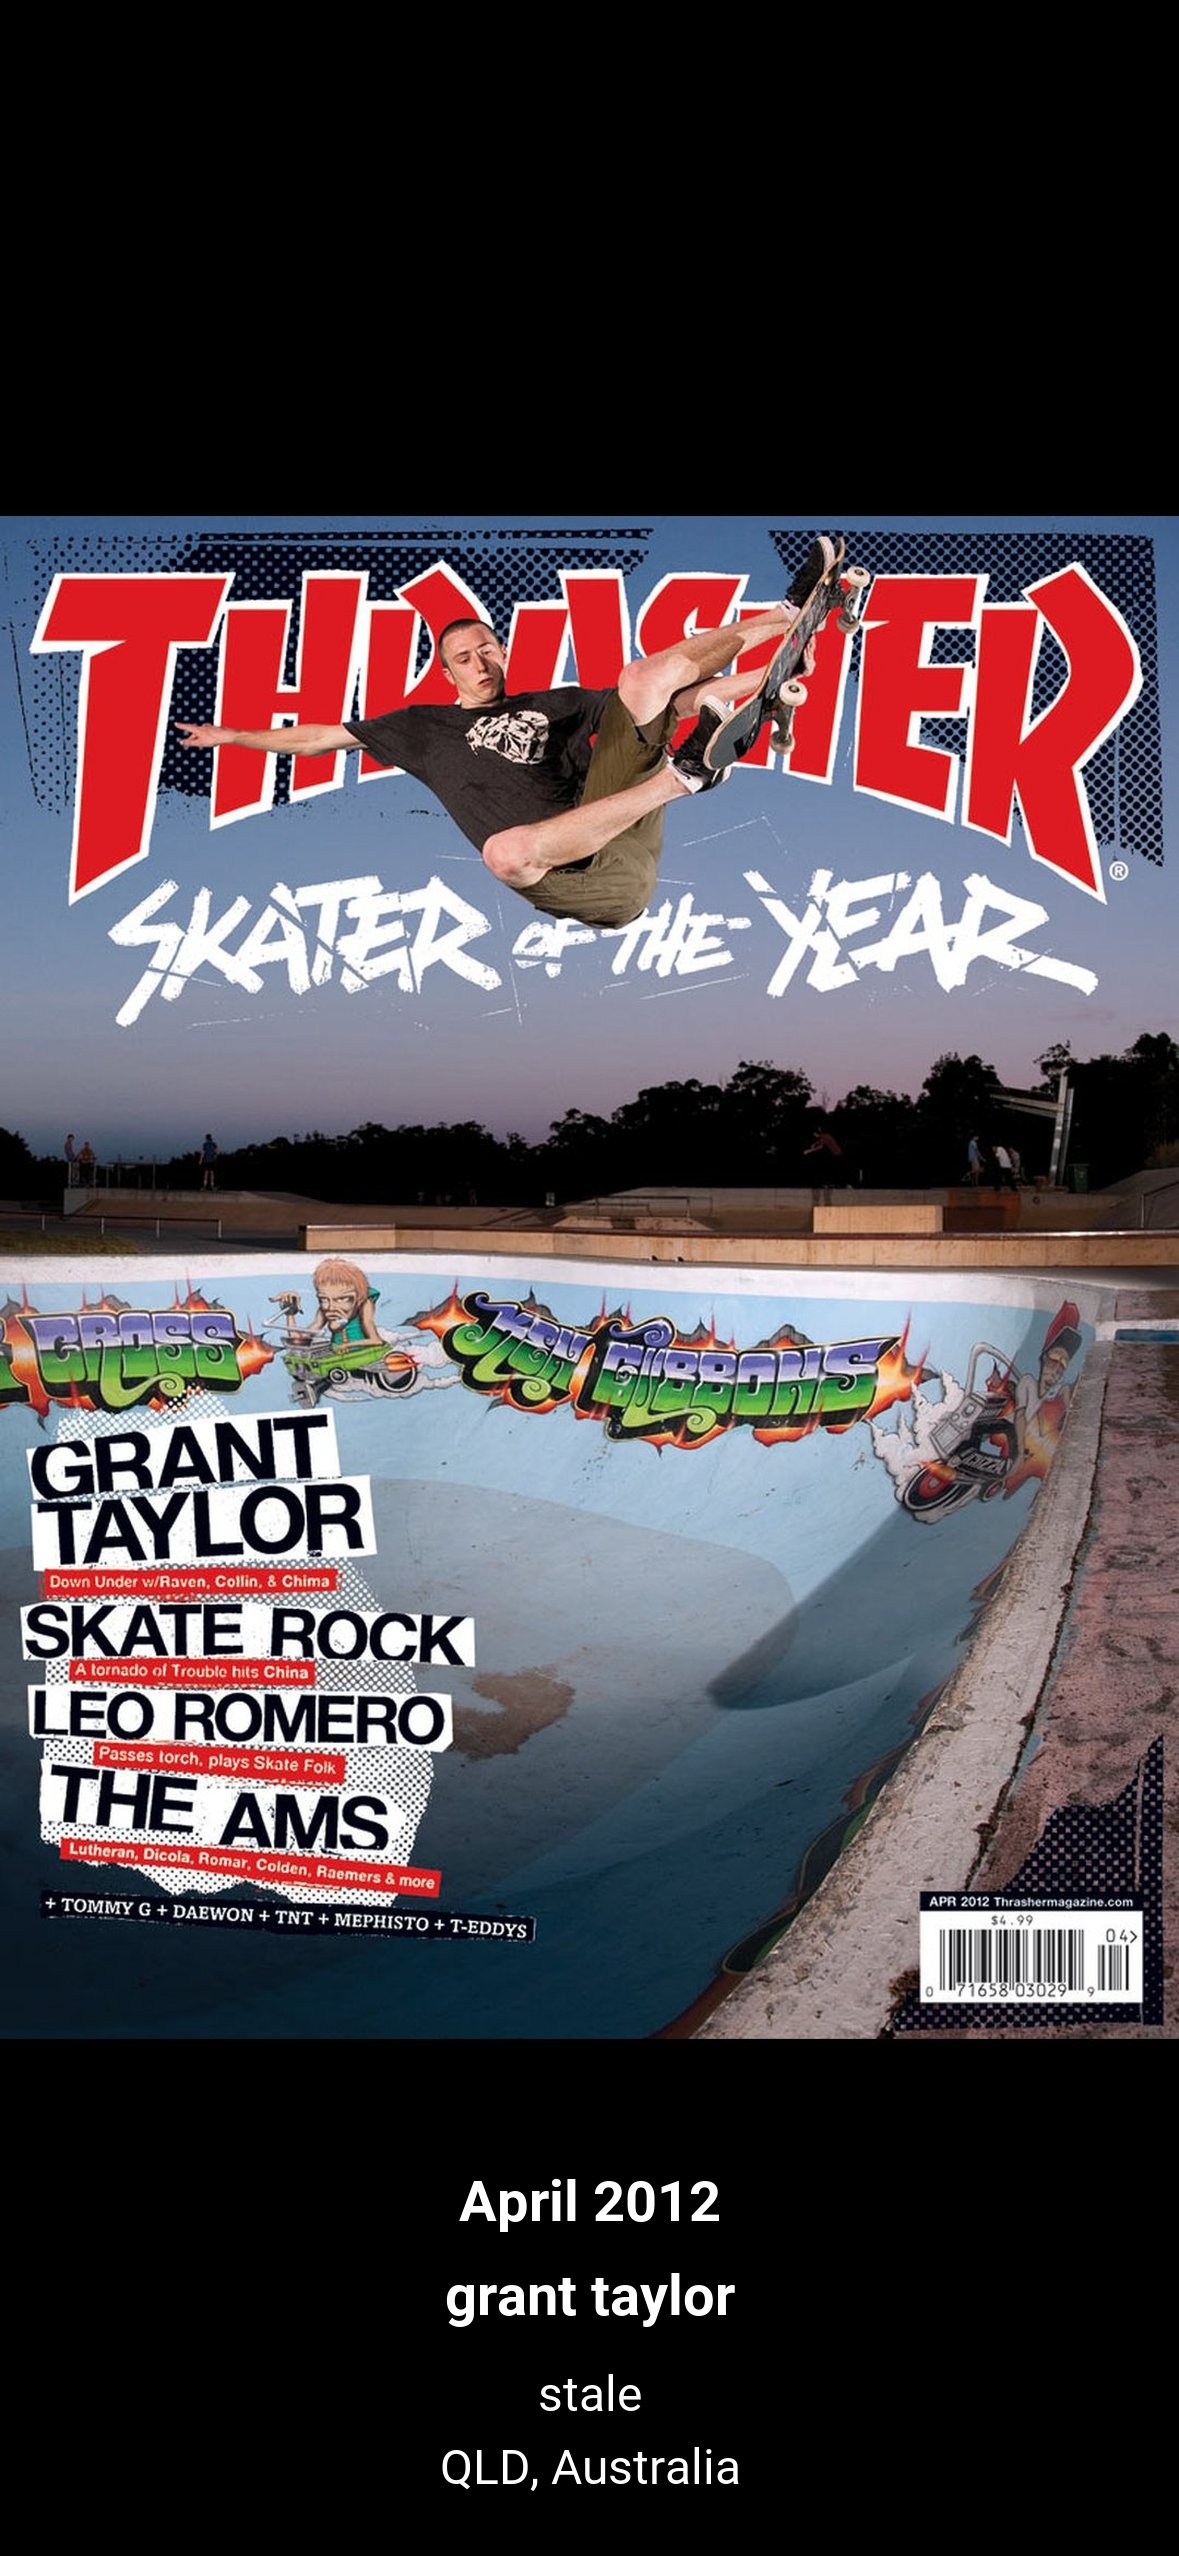 THRASHER
®
SKATER OF THE YEAR
CROSS
KEN GIBBONS
PIZZA
GRANT
TAYLOR
Down Under w/Raven, Collin, & Chima
SKATE ROCK
A tornado of Trouble hits China
LEO ROMERO
Passes torch, plays Skate Folk
THE AMS
Lutheran, Dicola, Romar, Colden, Raemers & more
+ TOMMY G + DAEWON + TNT + MEPHISTO + T-EDDYS
APR 2012 Thrashermagazine.com
$4.99
04>
0 71658 03029 9
April 2012
grant taylor
stale
QLD, Australia